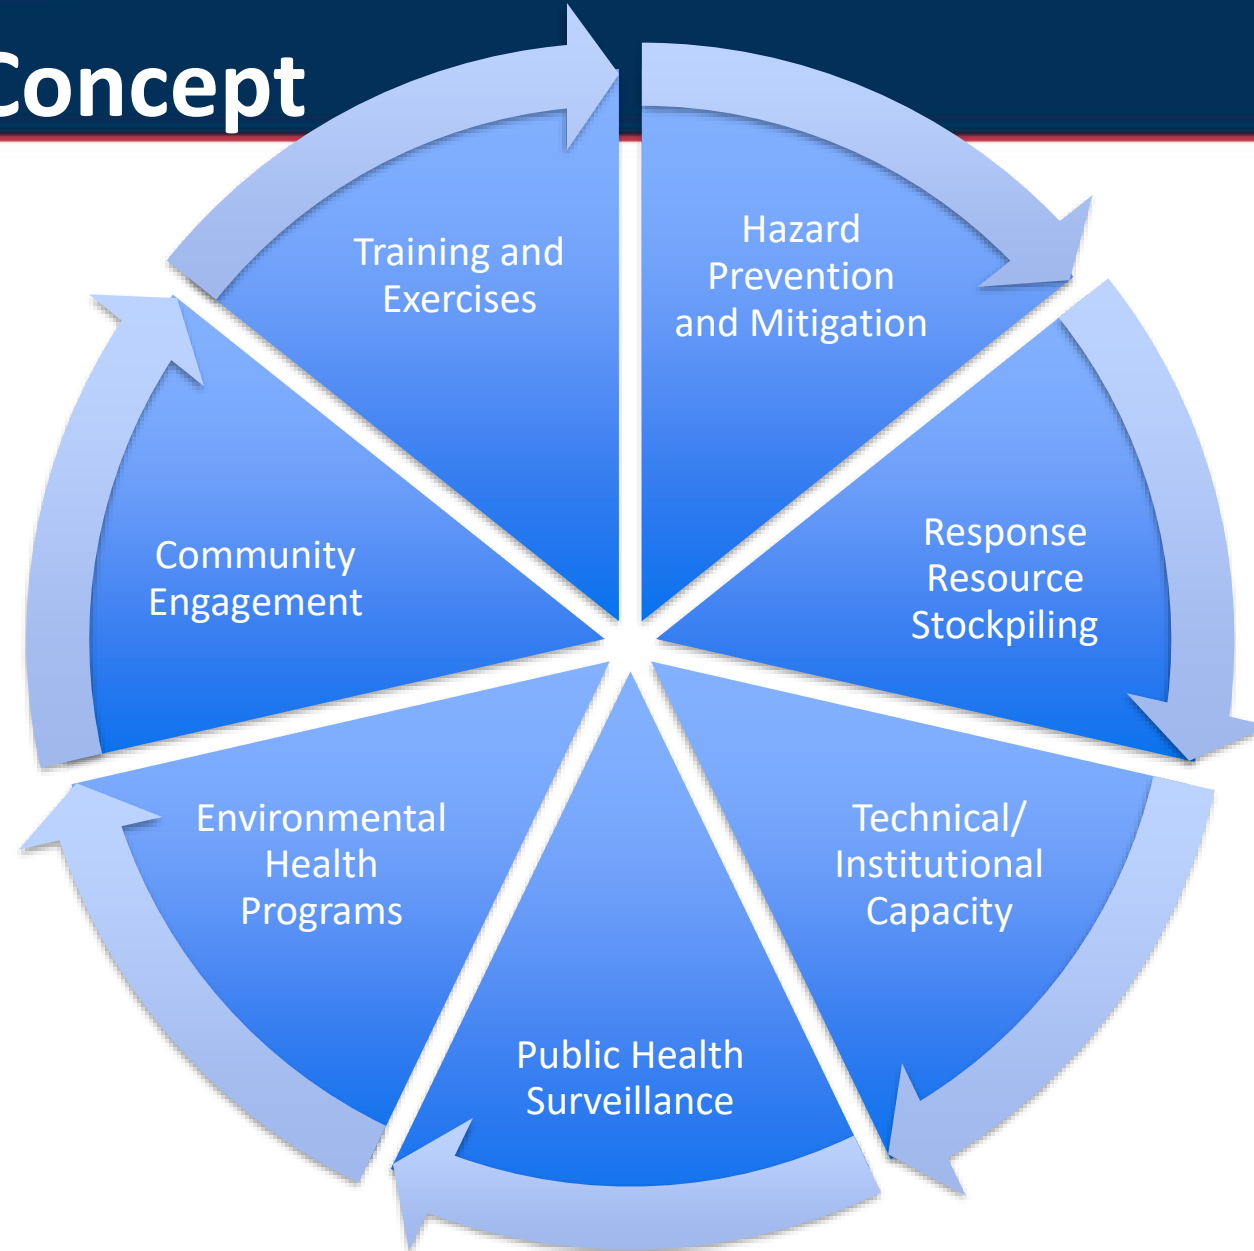 Concept
Hazard
Prevention
and Mitigation
Response
Resource
Stockpiling
Technical/
Institutional
Capacity
Public Health
Surveillance
Environmental
Health
Programs
Community
Engagement
Training and
Exercises